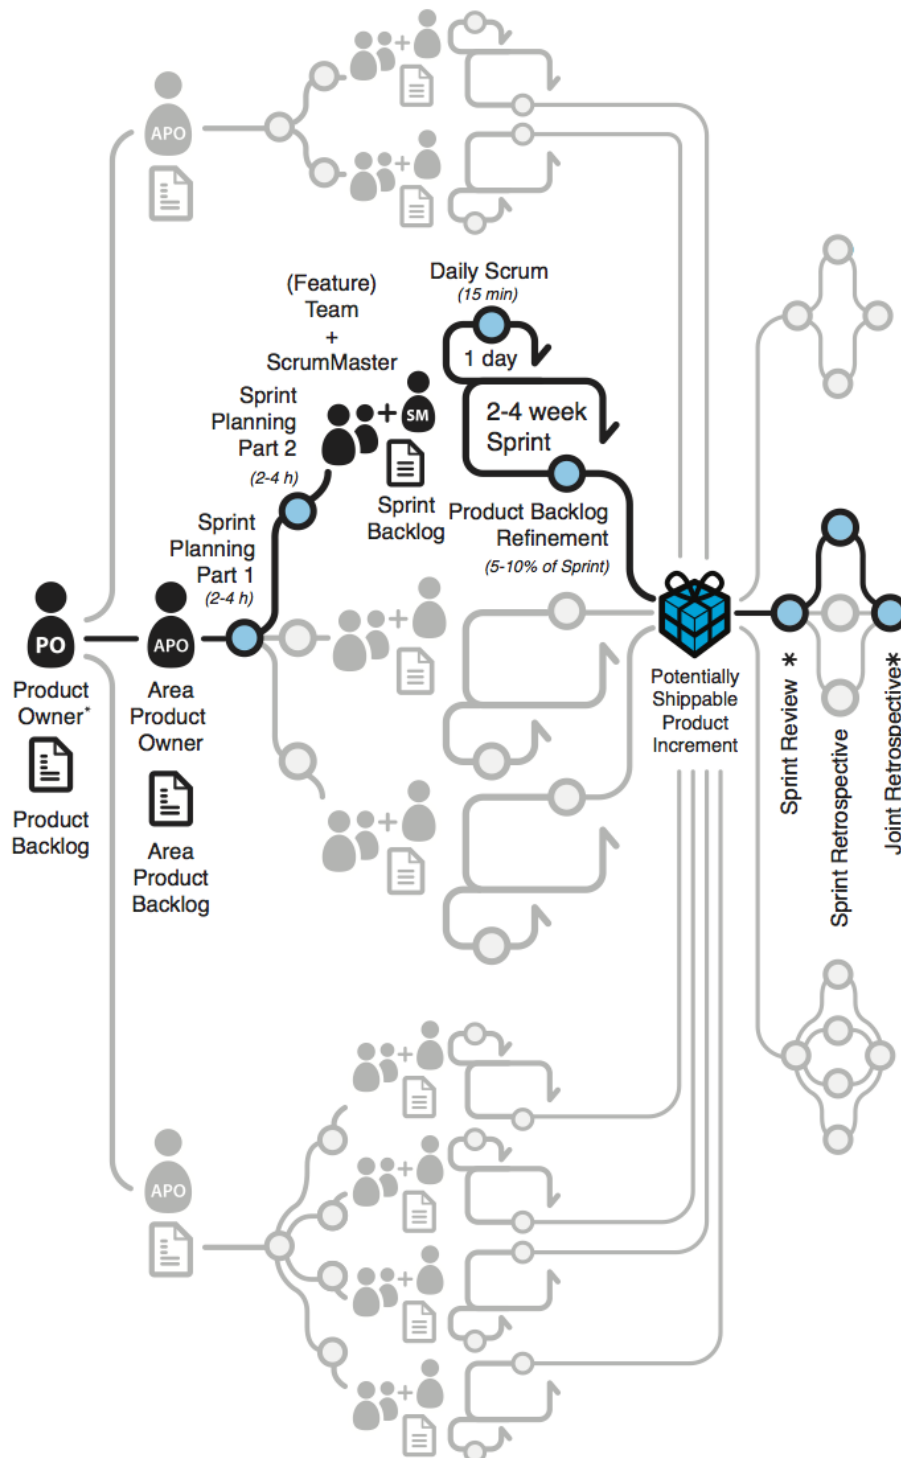 APO
(Feature)
Team
+
ScrumMaster
Daily Scrum
(15 min)
1 day
Sprint
Planning
Part 2
(2-4 h)
+
SM
2-4 week
Sprint
Sprint
Backlog
Product Backlog
Refinement
(5-10% of Sprint)
Sprint
Planning
Part 1
(2-4 h)
PO
APO
Product
Owner*
Product
Backlog
Area
Product
Owner
Area
Product
Backlog
Potentially
Shippable
Product
Increment
Sprint Review *
Sprint Retrospective
Joint Retrospective*
APO